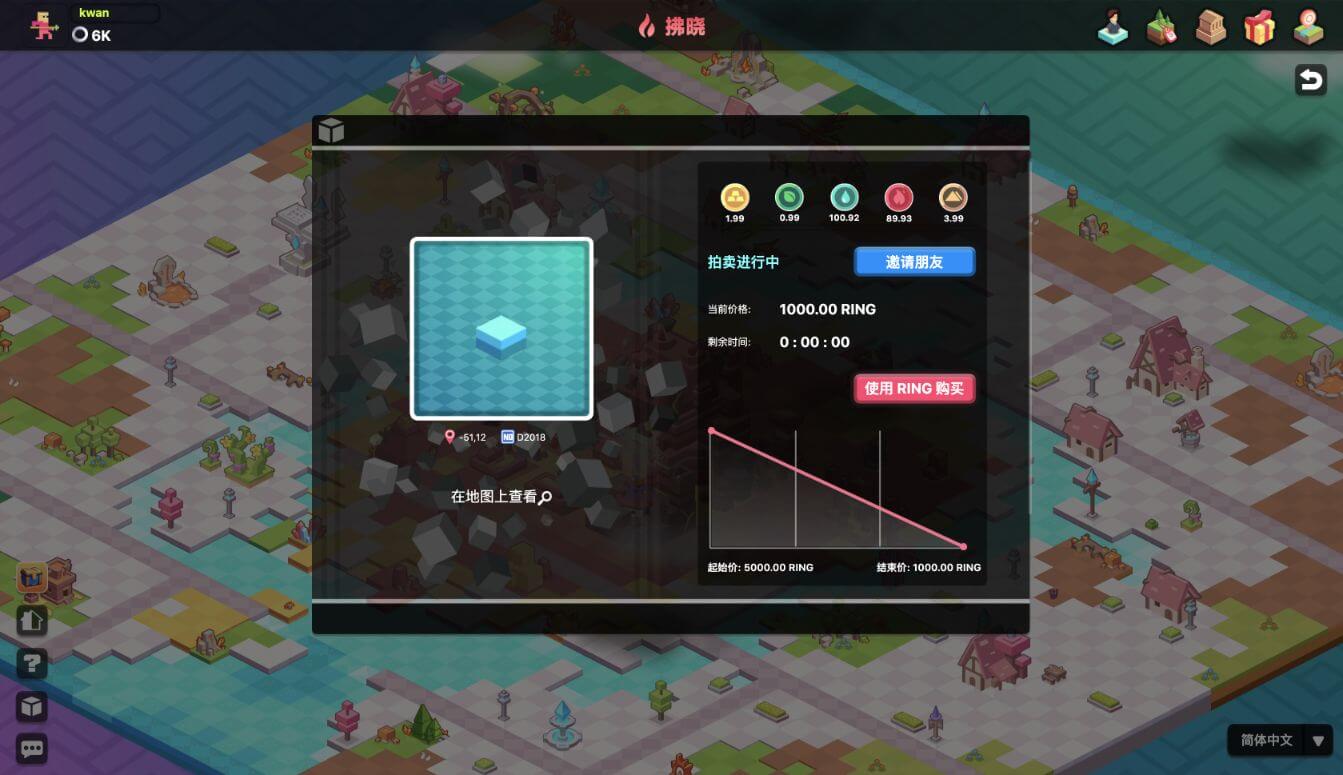 kwan
6K
拂晓
1.99 0.99 100.92 89.93 3.99
拍卖进行中 邀请朋友
当前价格: 1000.00 RING
剩余时间: 0 : 00 : 00
使用 RING 购买
-51,12 NO D2018
在地图上查看
起始价: 5000.00 RING 结束价: 1000.00 RING
?
简体中文